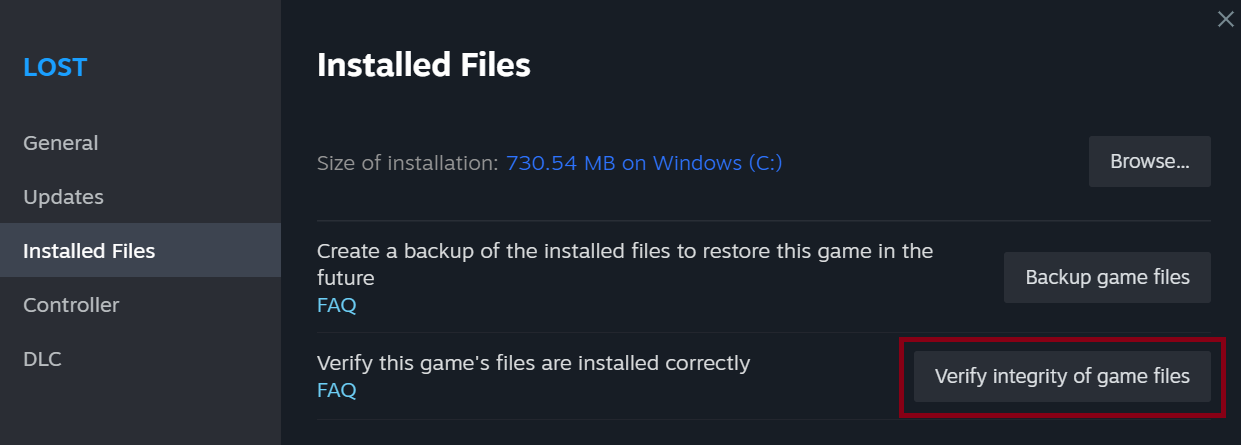 LOST
General
Updates
Installed Files
Controller
DLC
Installed Files
Size of installation: 730.54 MB on Windows (C:)
Browse...
Create a backup of the installed files to restore this game in the
future
FAQ
Backup game files
Verify this game's files are installed correctly
FAQ
Verify integrity of game files